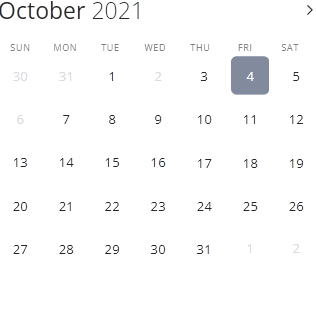 October 2021 >
SUN MON TUE WED THU FRI SAT
30 31 1 2 3 4 5
6 7 8 9 10 11 12
13 14 15 16 17 18 19
20 21 22 23 24 25 26
27 28 29 30 31 1 2